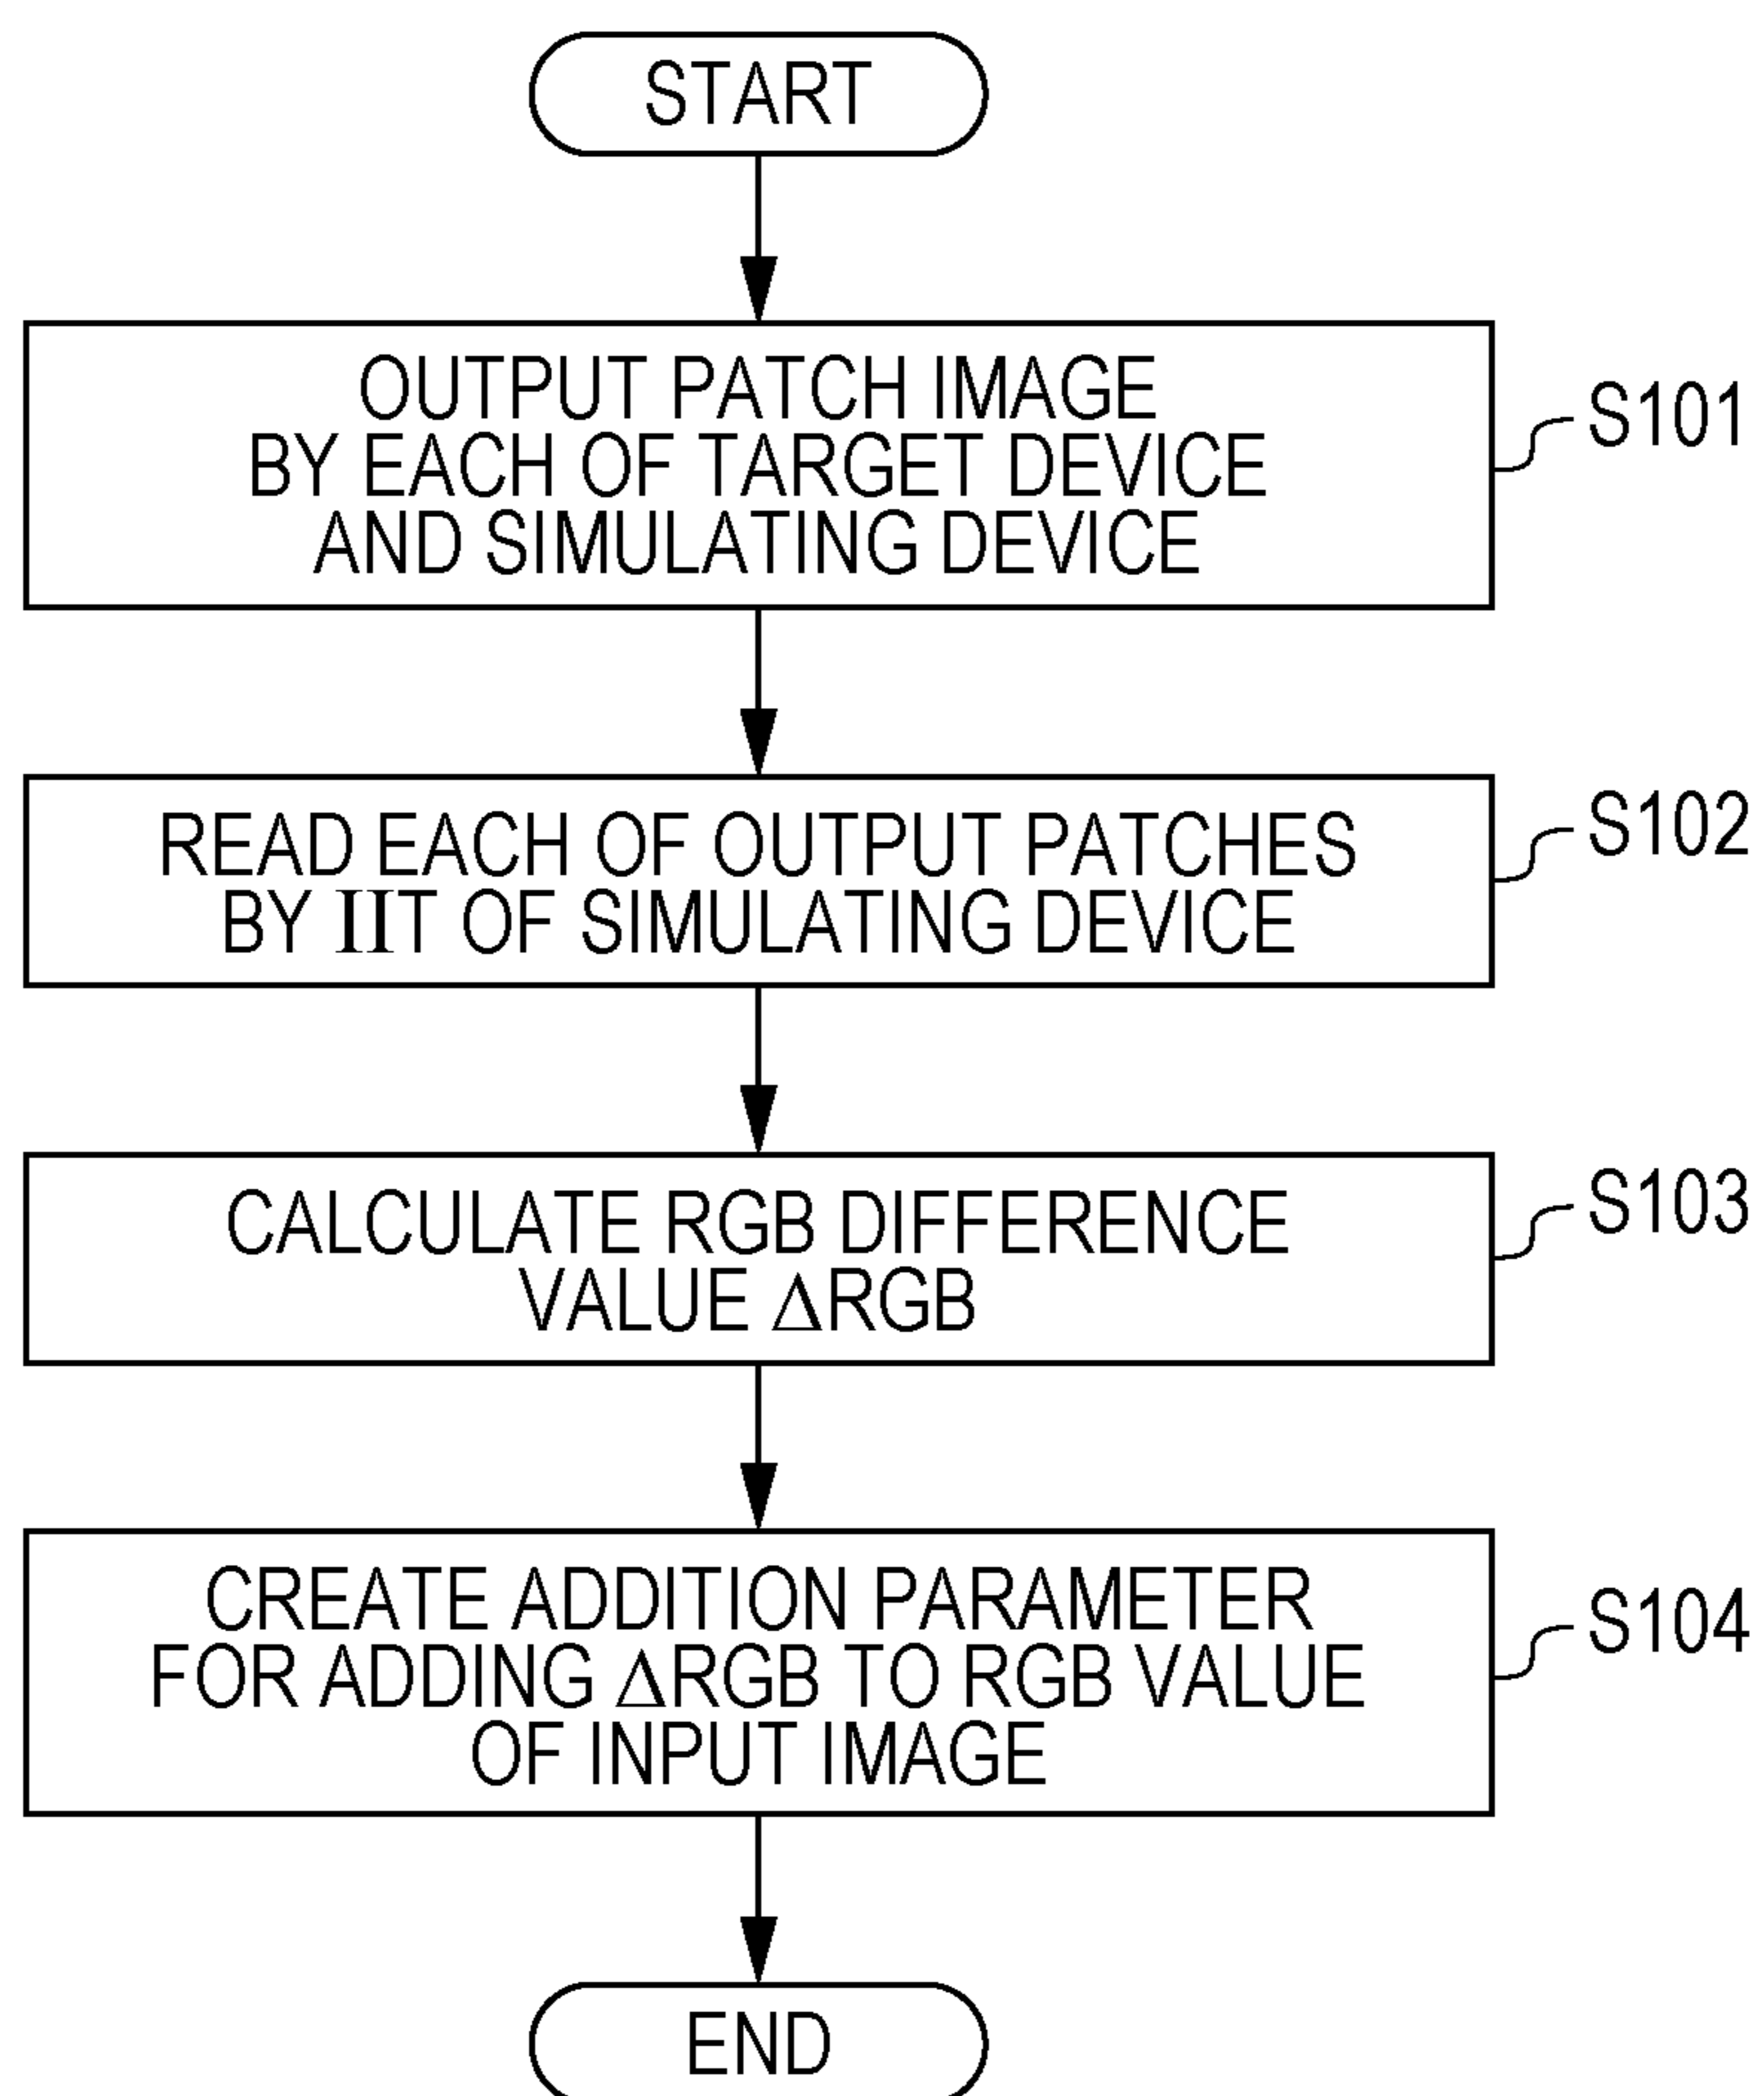 START
OUTPUT PATCH IMAGE
BY EACH OF TARGET DEVICE
AND SIMULATING DEVICE
S101
READ EACH OF OUTPUT PATCHES
BY IIT OF SIMULATING DEVICE
S102
CALCULATE RGB DIFFERENCE
VALUE ΔRGB
S103
CREATE ADDITION PARAMETER
FOR ADDING ΔRGB TO RGB VALUE
OF INPUT IMAGE
S104
END